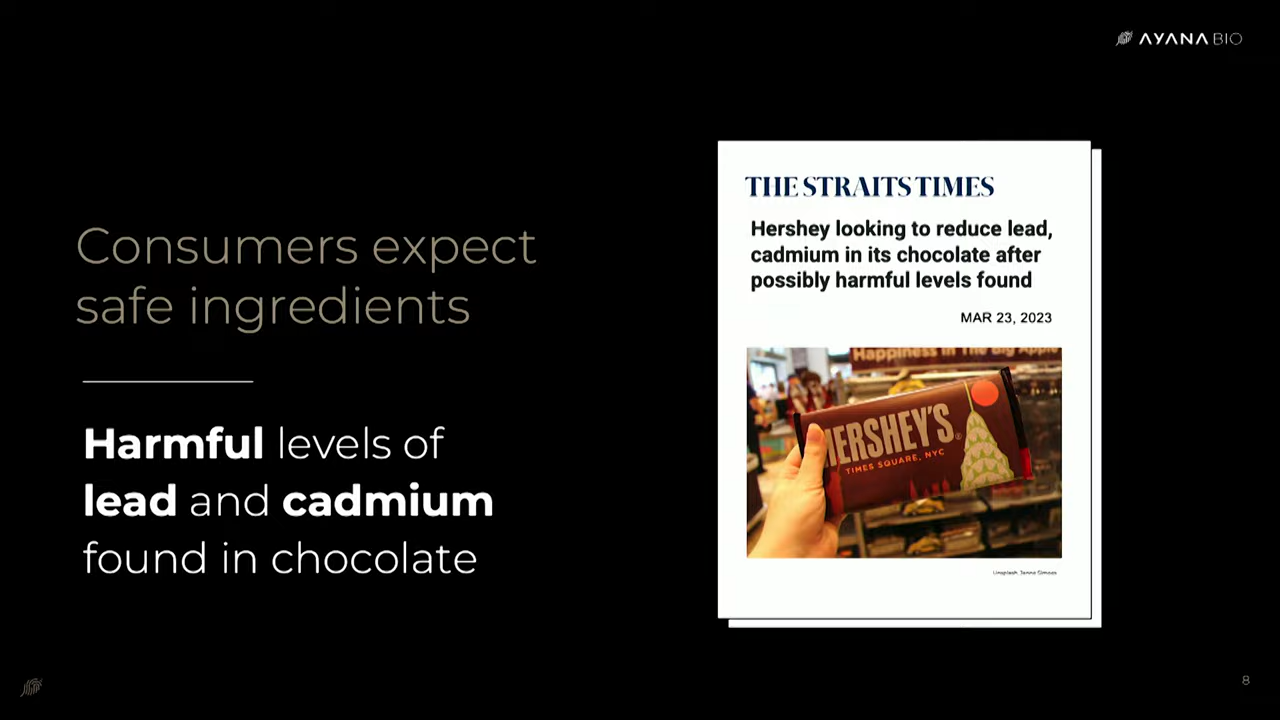 AYANA BIO
Consumers expect
safe ingredients
Harmful levels of
lead and cadmium
found in chocolate
THE STRAITS TIMES
Hershey looking to reduce lead,
cadmium in its chocolate after
possibly harmful levels found
MAR 23, 2023
Happiness in The Big Apple
HERSHEY'S®
TIMES SQUARE, NYC
8